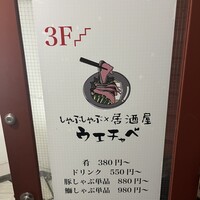 3F
しゃぶしゃぶ×居酒屋
ウエチャベ
肴 380円～
ドリンク 550円～
豚しゃぶ単品 880円～
鰤しゃぶ単品 980円～